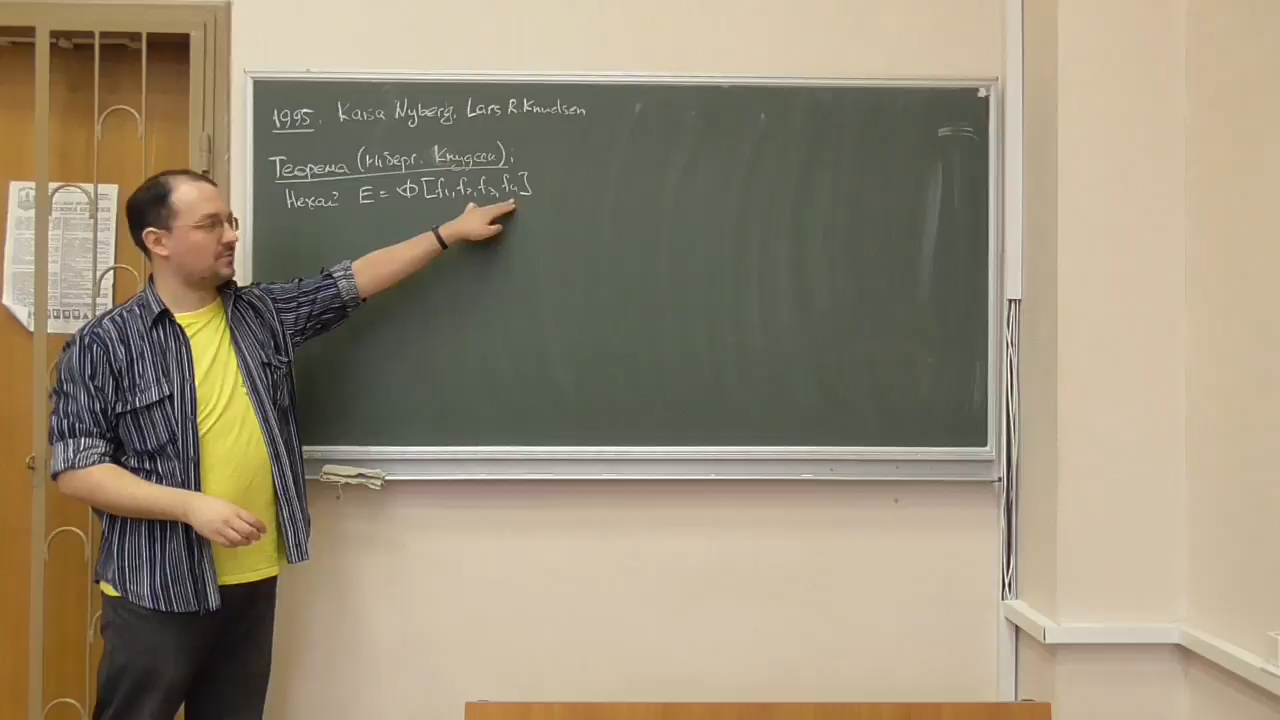 1995. Kaisa Nyberg, Lars R. Knudsen
Теорема (Ніберг. Кнудсен):
Нехай E = Φ[f₁, f₂, f₃, f₄]